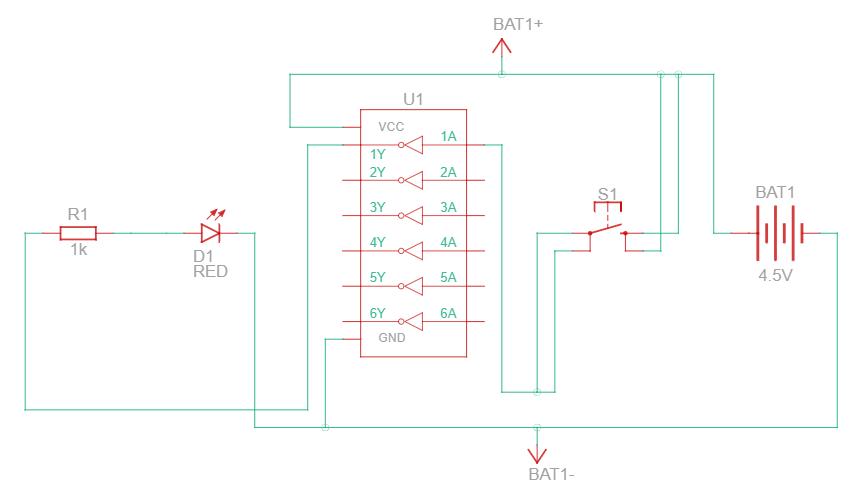 BAT1+
U1
VCC
1A
1Y
2Y 2A
3Y 3A
4Y 4A
5Y 5A
6Y 6A
GND
R1
1k
D1
RED
S1
BAT1
4.5V
BAT1-